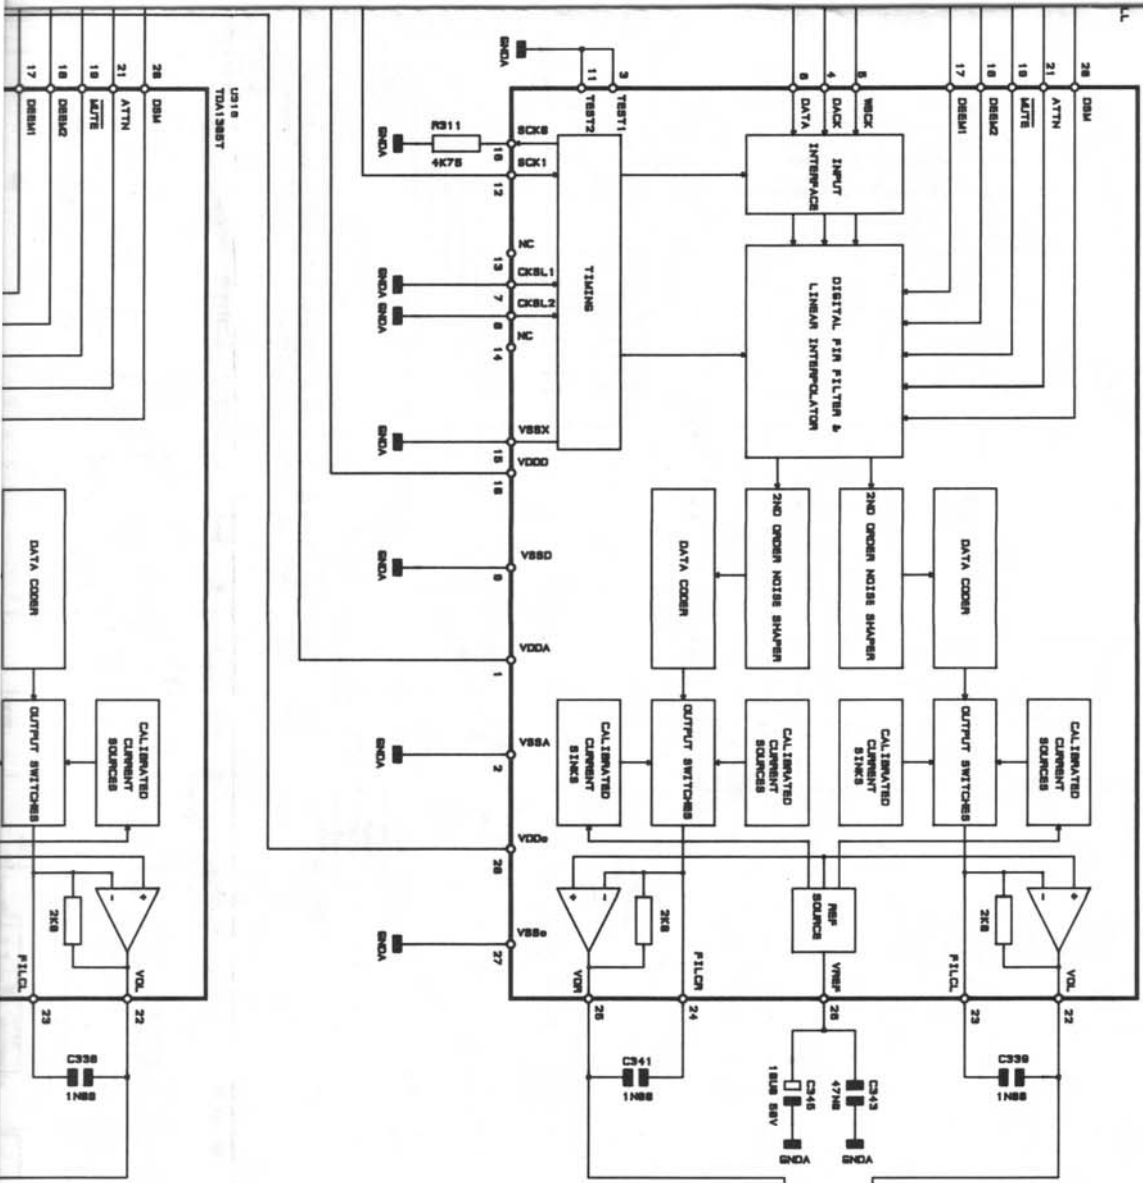 LL
U316
TDA1386T
17
18
19
21
28
DEEM1
DEEM2
MUTE
ATTN
DSM
GNDA
11
3
TEST2
TEST1
6
4
5
DATA
DACK
WSCK
17
18
19
21
28
DEEM1
DEEM2
MUTE
ATTN
DSM
GNDA
R311
4K75
SCKS
10
SCK1
12
NC
13
CKSL1
7
CKSL2
8
NC
14
GNDA
GNDA
TIMING
INPUT
INTERFACE
DIGITAL FIR FILTER &
LINEAR INTERPOLATOR
GNDA
VSSX
15
VDDD
16
GNDA
VSSD
9
VDDA
1
GNDA
VSSA
2
VDDo
28
GNDA
VSSo
27
DATA CODER
2ND ORDER NOISE SHAPER
2ND ORDER NOISE SHAPER
DATA CODER
DATA CODER
CALIBRATED
CURRENT
SINKS
OUTPUT SWITCHES
CALIBRATED
CURRENT
SOURCES
CALIBRATED
CURRENT
SINKS
OUTPUT SWITCHES
CALIBRATED
CURRENT
SOURCES
OUTPUT SWITCHES
CALIBRATED
CURRENT
SOURCES
- +
2K8
FILCL
VOL
23
22
C338
1N88
+ -
2K8
VOR
FILCR
25
24
C341
1N88
REF
SOURCE
VREF
26
C345
C343
47N8
GNDA
GNDA
- +
2K8
FILCL
VOL
23
22
C339
1N88